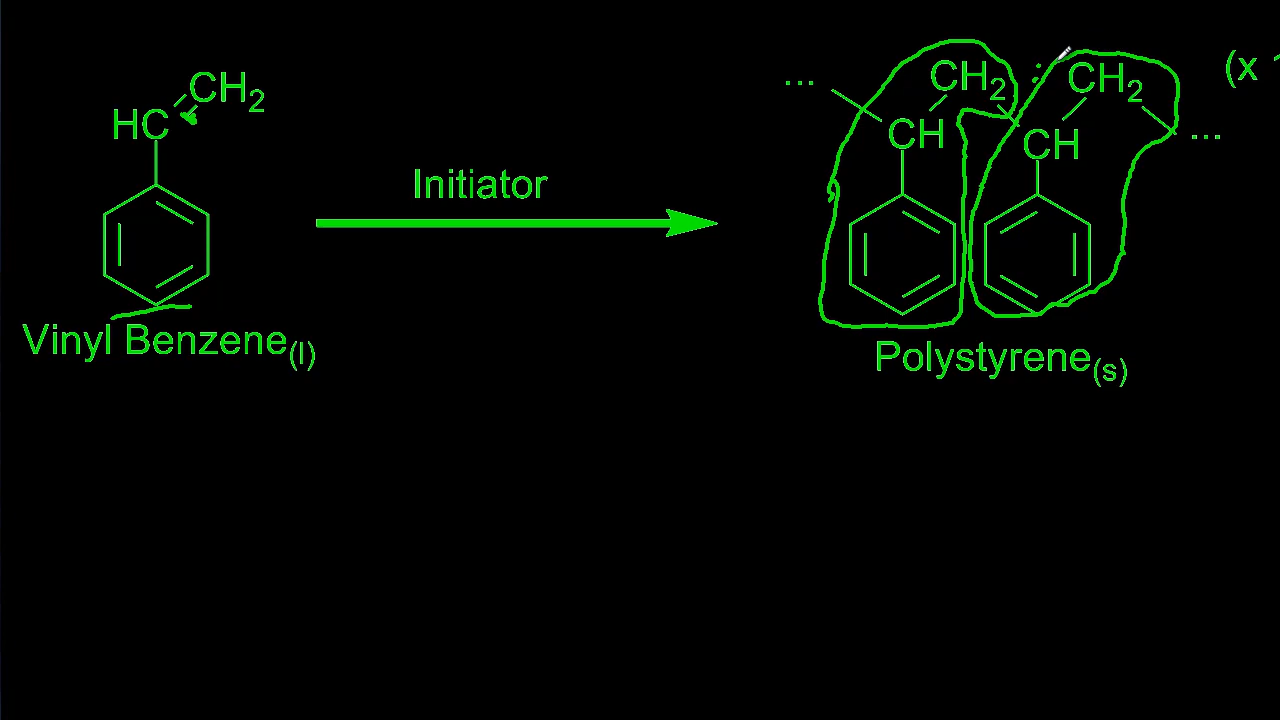 CH2
HC
Vinyl Benzene(l)
Initiator
... CH2 CH2 (x
CH CH ...
Polystyrene(s)